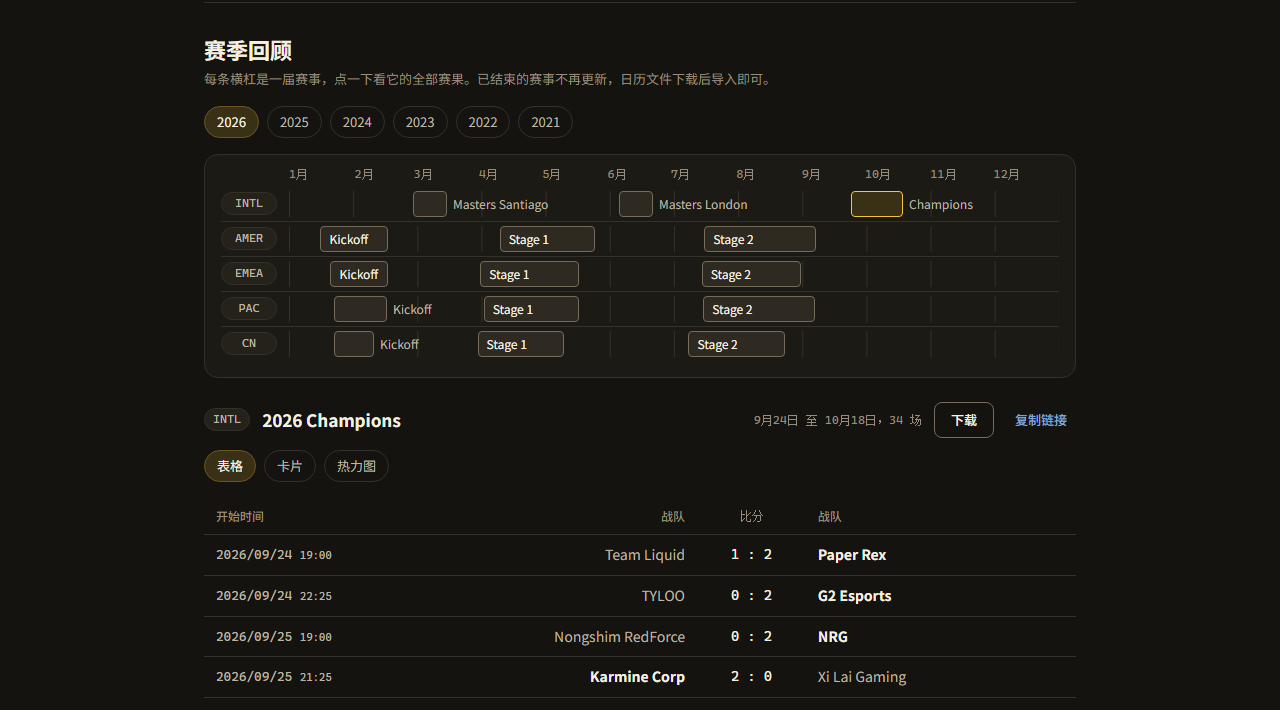 赛季回顾
每条横杠是一届赛事，点一下看它的全部赛果。已结束的赛事不再更新，日历文件下载后导入即可。
2026 2025 2024 2023 2022 2021
1月 2月 3月 4月 5月 6月 7月 8月 9月 10月 11月 12月
INTL Masters Santiago Masters London Champions
AMER Kickoff Stage 1 Stage 2
EMEA Kickoff Stage 1 Stage 2
PAC Kickoff Stage 1 Stage 2
CN Kickoff Stage 1 Stage 2
INTL 2026 Champions 9月24日 至 10月18日，34 场 下载 复制链接
表格 卡片 热力图
开始时间 战队 比分 战队
2026/09/24 19:00 Team Liquid 1 : 2 Paper Rex
2026/09/24 22:25 TYLOO 0 : 2 G2 Esports
2026/09/25 19:00 Nongshim RedForce 0 : 2 NRG
2026/09/25 21:25 Karmine Corp 2 : 0 Xi Lai Gaming